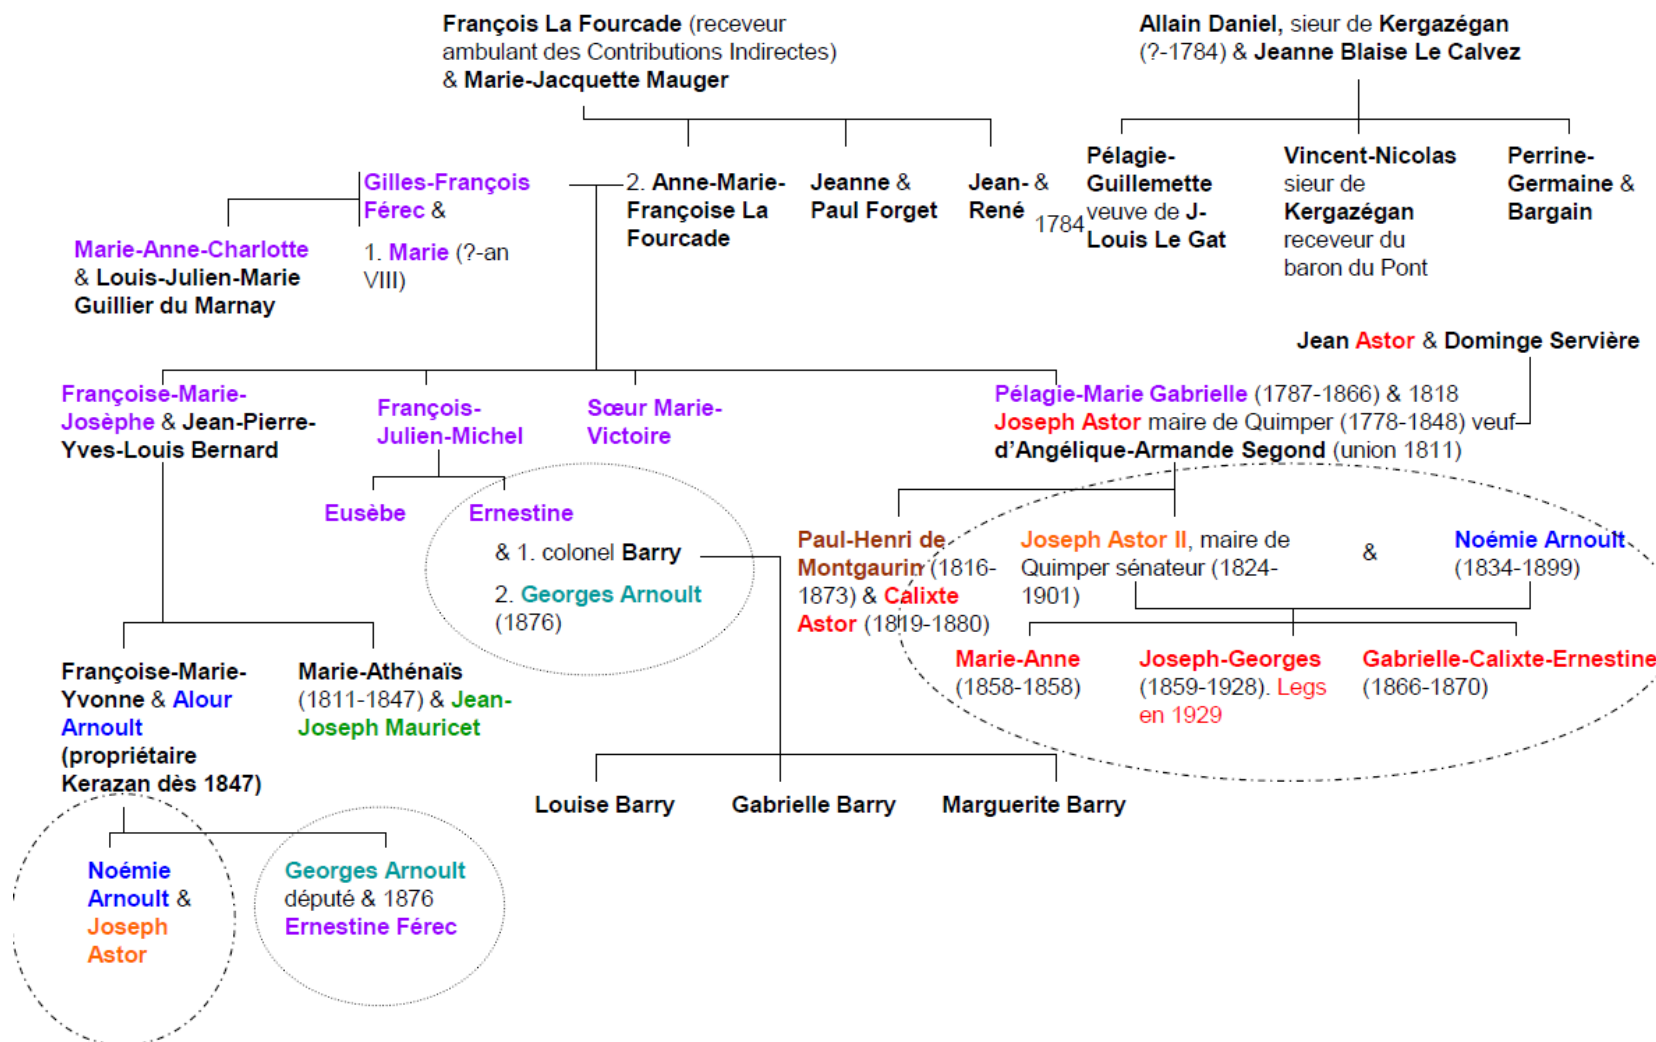 François La Fourcade (receveur
ambulant des Contributions Indirectes)
& Marie-Jacquette Mauger
Allain Daniel, sieur de Kergazégan
(?-1784) & Jeanne Blaise Le Calvez
Gilles-François
Férec &
1. Marie (?-an
VIII)
2. Anne-Marie-
Françoise La
Fourcade
Jeanne &
Paul Forget
Jean- &
René
1784
Pélagie-
Guillemette
veuve de J-
Louis Le Gat
Vincent-Nicolas
sieur de
Kergazégan
receveur du
baron du Pont
Perrine-
Germaine &
Bargain
Marie-Anne-Charlotte
& Louis-Julien-Marie
Guillier du Marnay
Jean Astor & Dominge Servière
Françoise-Marie-
Josèphe & Jean-Pierre-
Yves-Louis Bernard
François-
Julien-Michel
Sœur Marie-
Victoire
Pélagie-Marie Gabrielle (1787-1866) & 1818
Joseph Astor maire de Quimper (1778-1848) veuf
d'Angélique-Armande Segond (union 1811)
Eusèbe
Ernestine
& 1. colonel Barry
2. Georges Arnoult
(1876)
Paul-Henri de
Montgaurin (1816-
1873) & Calixte
Astor (1819-1880)
Joseph Astor II, maire de
Quimper sénateur (1824-
1901)
&
Noémie Arnoult
(1834-1899)
Françoise-Marie-
Yvonne & Alour
Arnoult
(propriétaire
Kerazan dès 1847)
Marie-Athénaïs
(1811-1847) & Jean-
Joseph Mauricet
Marie-Anne
(1858-1858)
Joseph-Georges
(1859-1928). Legs
en 1929
Gabrielle-Calixte-Ernestine
(1866-1870)
Louise Barry
Gabrielle Barry
Marguerite Barry
Noémie
Arnoult &
Joseph
Astor
Georges Arnoult
député & 1876
Ernestine Férec